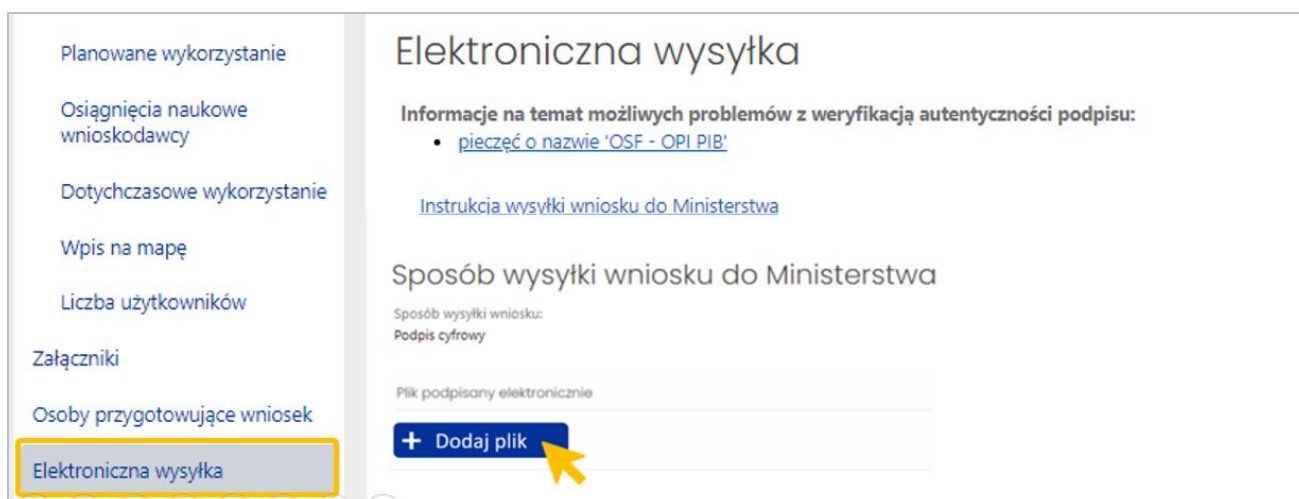 Planowane wykorzystanie
Osiągnięcia naukowe
wnioskodawcy
Dotychczasowe wykorzystanie
Wpis na mapę
Liczba użytkowników
Załączniki
Osoby przygotowujące wniosek
Elektroniczna wysyłka
Elektroniczna wysyłka
Informacje na temat możliwych problemów z weryfikacją autentyczności podpisu:
• pieczęć o nazwie 'OSF - OPI PIB'
Instrukcja wysyłki wniosku do Ministerstwa
Sposób wysyłki wniosku do Ministerstwa
Sposób wysyłki wniosku:
Podpis cyfrowy
Plik podpisany elektronicznie
+ Dodaj plik